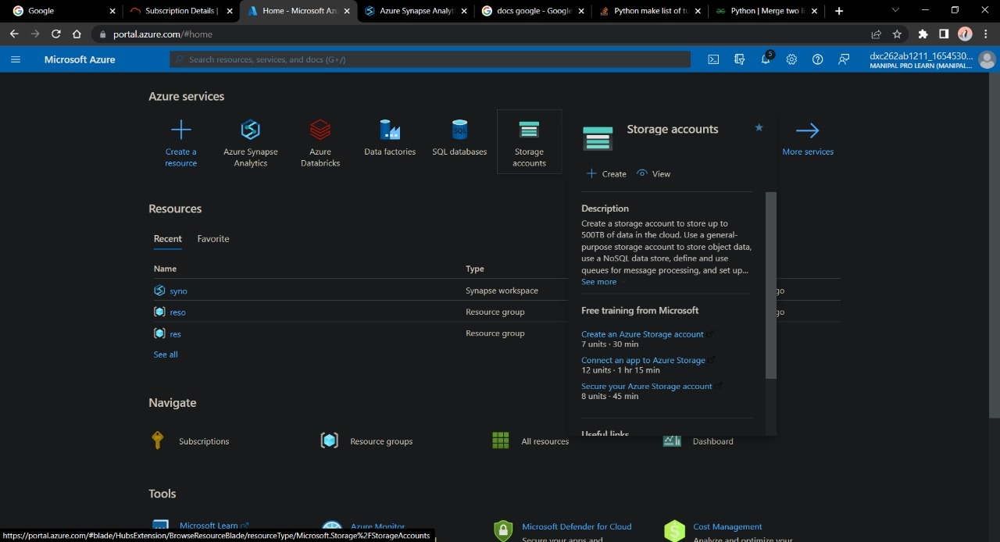 Google
Subscription Details |
Home - Microsoft Azu
Azure Synapse Analyti
docs google - Google
Python make list of tu
Python | Merge two li
portal.azure.com/#home
Microsoft Azure
Search resources, services, and docs (G+/)
5
dxc262ab1211_1654530...
MANIPAL PRO LEARN (MANIPAL...
Azure services
Create a resource
Azure Synapse Analytics
Azure Databricks
Data factories
SQL databases
Storage accounts
More services
Storage accounts
Create
View
Description
Create a storage account to store up to
500TB of data in the cloud. Use a general-
purpose storage account to store object data,
use a NoSQL data store, define and use
queues for message processing, and set up...
See more
Free training from Microsoft
Create an Azure Storage account
7 units · 30 min
Connect an app to Azure Storage
12 units · 1 hr 15 min
Secure your Azure Storage account
8 units · 45 min
Useful links
Resources
Recent
Favorite
Name
Type
syno
Synapse workspace
go
reso
Resource group
go
res
Resource group
See all
Navigate
Subscriptions
Resource groups
All resources
Dashboard
Tools
Microsoft Learn
Azure Monitor
Microsoft Defender for Cloud
Secure your apps and
Cost Management
Analyze and optimize your
https://portal.azure.com/#blade/HubsExtension/BrowseResourceBlade/resourceType/Microsoft.Storage%2FStorageAccounts